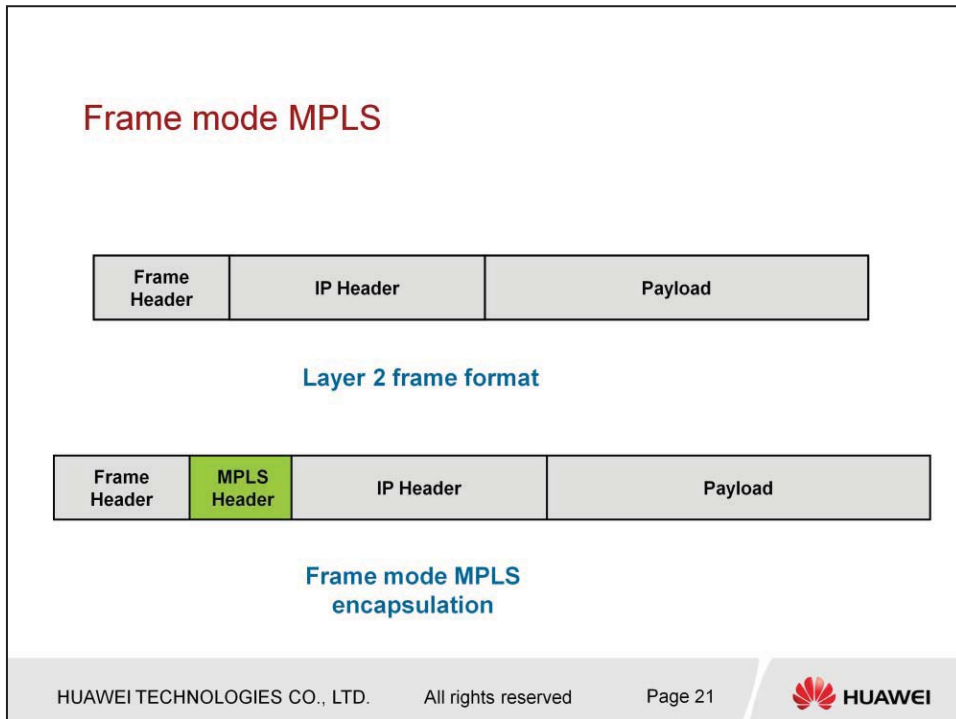 Frame mode MPLS
Frame
Header
IP Header
Payload
Layer 2 frame format
Frame
Header
MPLS
Header
IP Header
Payload
Frame mode MPLS
encapsulation
HUAWEI TECHNOLOGIES CO., LTD. All rights reserved Page 21 HUAWEI